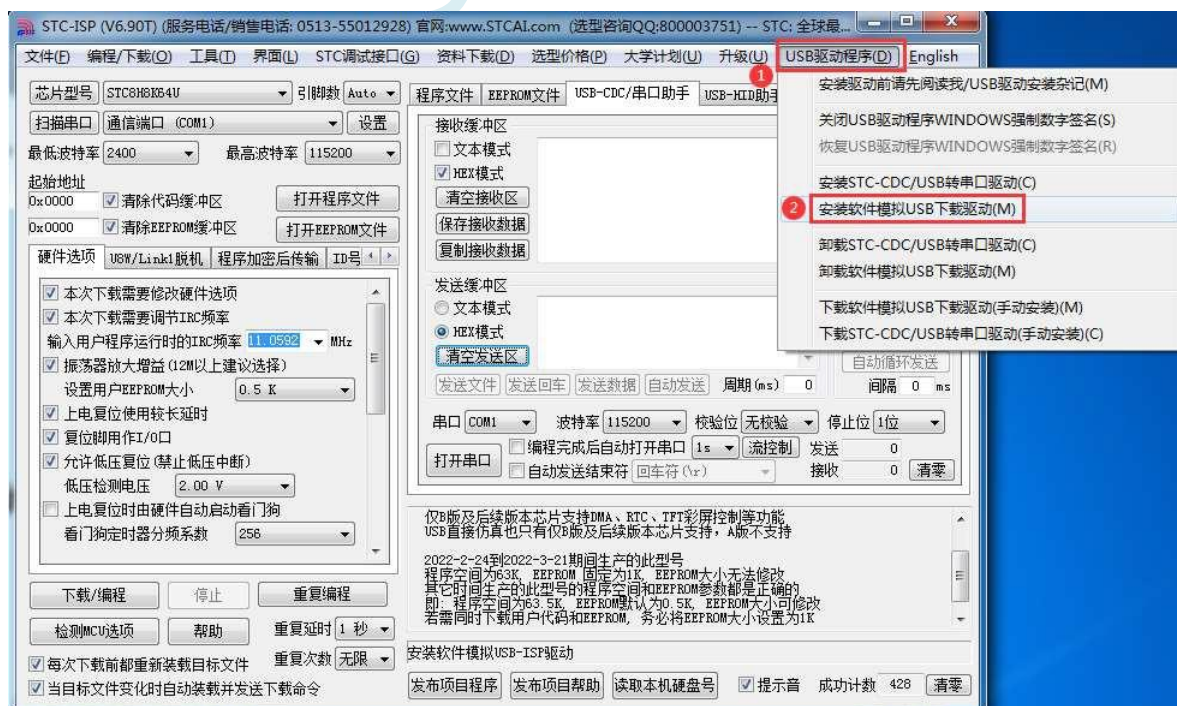 STC-ISP (V6.90T) (服务电话/销售电话: 0513-55012928) 官网:www.STCAI.com (选型咨询QQ:800003751) -- STC: 全球最...
文件(F) 编程/下载(O) 工具(T) 界面(L) STC调试接口(G) 资料下载(D) 选型价格(P) 大学计划(U) 升级(U) USB驱动程序(D) English
1
芯片型号 STC8H8K64U 引脚数 Auto
扫描串口 通信端口 (COM1) 设置
最低波特率 2400 最高波特率 115200
起始地址
0x0000 清除代码缓冲区 打开程序文件
0x0000 清除EEPROM缓冲区 打开EEPROM文件
硬件选项 U8W/Link1脱机 程序加密后传输 ID号
本次下载需要修改硬件选项
本次下载需要调节IRC频率
输入用户程序运行时的IRC频率 11.0592 MHz
振荡器放大增益(12M以上建议选择)
设置用户EEPROM大小 0.5 K
上电复位使用较长延时
复位脚用作I/O口
允许低压复位(禁止低压中断)
低压检测电压 2.00 V
上电复位时由硬件自动启动看门狗
看门狗定时器分频系数 256
下载/编程 停止 重复编程
检测MCU选项 帮助 重复延时 1 秒
每次下载前都重新装载目标文件 重复次数 无限
当目标文件变化时自动装载并发送下载命令
程序文件 EEPROM文件 USB-CDC/串口助手 USB-HID助手
接收缓冲区
文本模式
HEX模式
清空接收区
保存接收数据
复制接收数据
发送缓冲区
文本模式
HEX模式
清空发送区
自动循环发送
发送文件 发送回车 发送数据 自动发送 周期(ms) 0 间隔 0 ms
串口 COM1 波特率 115200 校验位 无校验 停止位 1位
打开串口 编程完成后自动打开串口 1s 流控制 发送 0
自动发送结束符 回车符(\r) 接收 0 清零
仅B版及后续版本芯片支持DMA、RTC、TFT彩屏控制等功能
USB直接仿真也只有仅B版及后续版本芯片支持，A版不支持
2022-2-24到2022-3-21期间生产的此型号
程序空间为63K, EEPROM 固定为1K, EEPROM大小无法修改
其它时间生产的此型号的程序空间和EEPROM参数都是正确的
即: 程序空间为63.5K, EEPROM默认为0.5K, EEPROM大小可修改
若需同时下载用户代码和EEPROM, 务必将EEPROM大小设置为1K
安装软件模拟USB-ISP驱动
发布项目程序 发布项目帮助 读取本机硬盘号 提示音 成功计数 428 清零
安装驱动前请先阅读我/USB驱动安装杂记(M)
关闭USB驱动程序WINDOWS强制数字签名(S)
恢复USB驱动程序WINDOWS强制数字签名(R)
安装STC-CDC/USB转串口驱动(C)
2 安装软件模拟USB下载驱动(M)
卸载STC-CDC/USB转串口驱动(C)
卸载软件模拟USB下载驱动(M)
下载软件模拟USB下载驱动(手动安装)(M)
下载STC-CDC/USB转串口驱动(手动安装)(C)